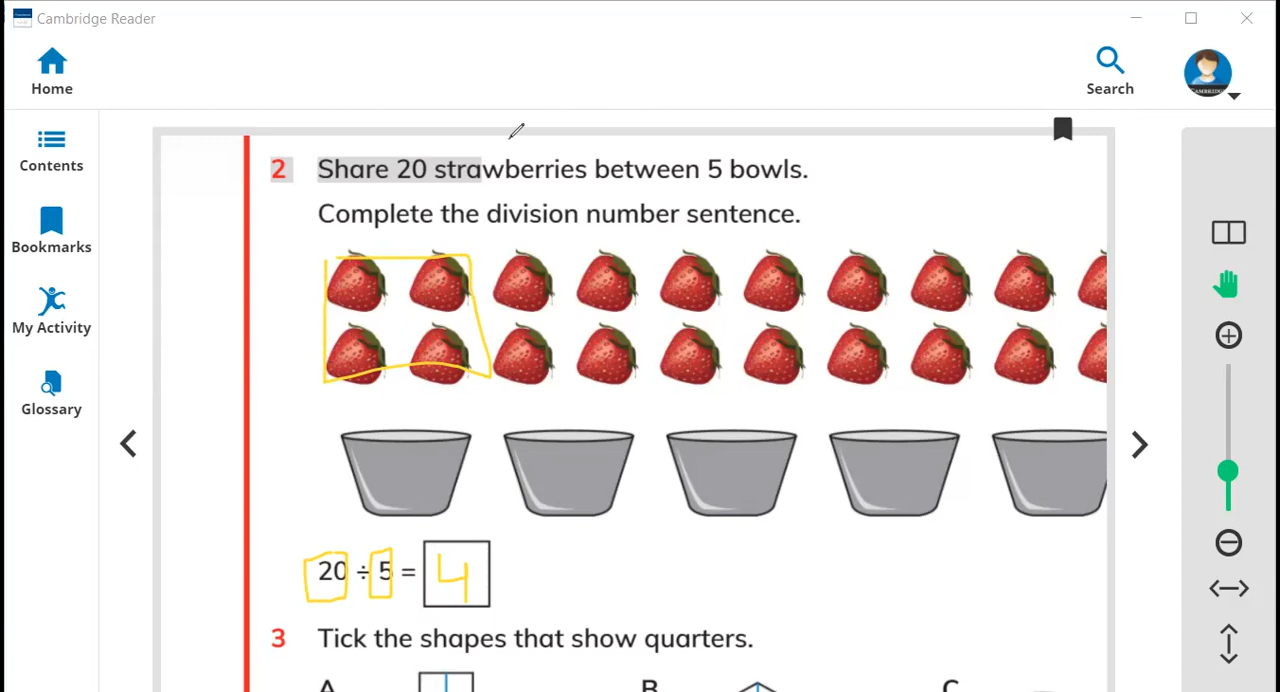 Cambridge Reader
Home
Search
CAMBRIDGE
Contents
Bookmarks
My Activity
Glossary
2 Share 20 strawberries between 5 bowls.
Complete the division number sentence.
20 ÷ 5 = 4
3 Tick the shapes that show quarters.
A B C